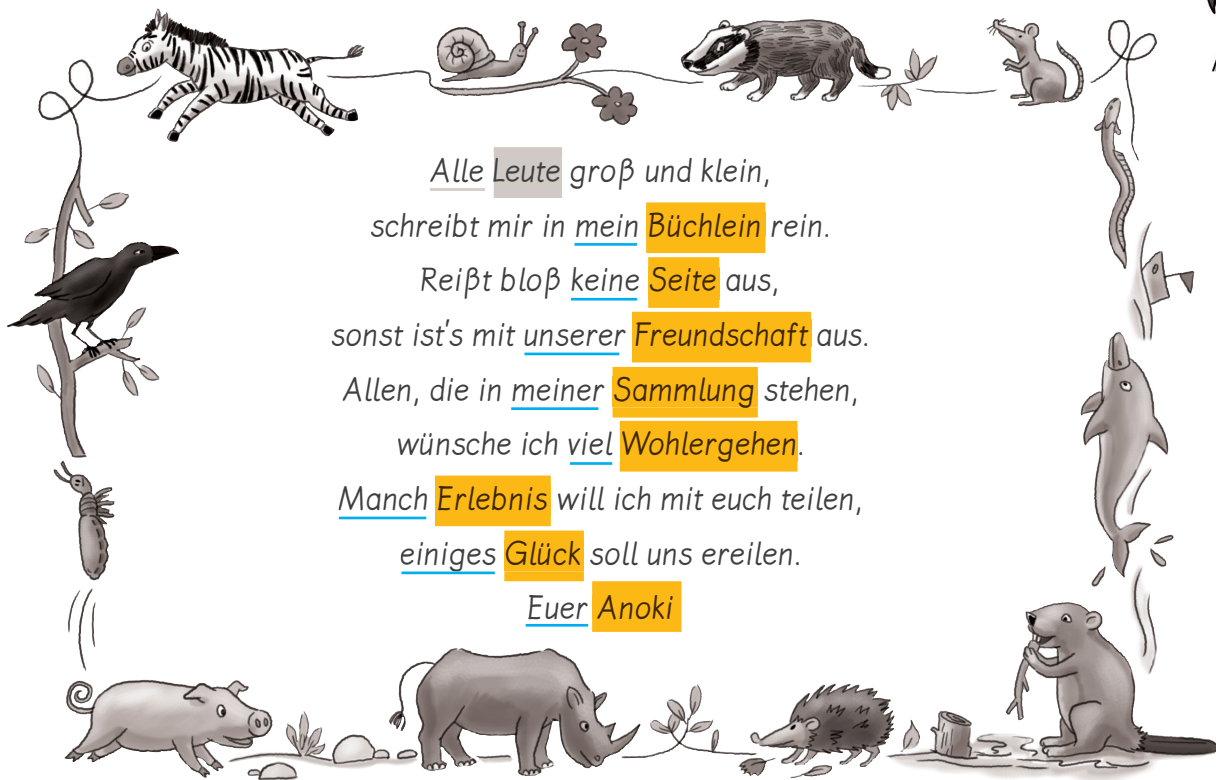 Alle Leute groß und klein,
schreibt mir in mein Büchlein rein.
Reißt bloß keine Seite aus,
sonst ist's mit unserer Freundschaft aus.
Allen, die in meiner Sammlung stehen,
wünsche ich viel Wohlergehen.
Manch Erlebnis will ich mit euch teilen,
einiges Glück soll uns ereilen.
Euer Anoki